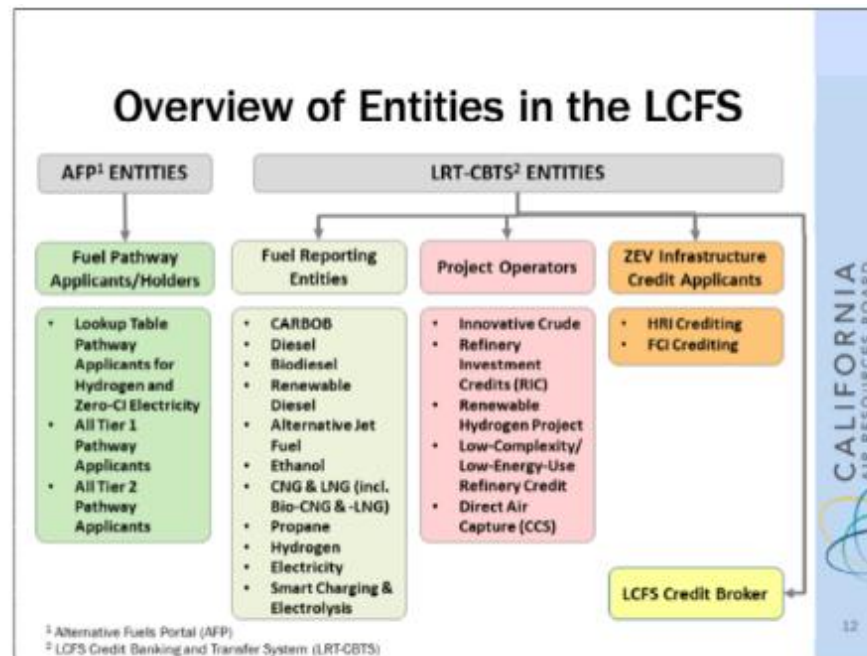 Overview of Entities in the LCFS
AFP¹ ENTITIES
LRT-CBTS² ENTITIES
Fuel Pathway
Applicants/Holders
• Lookup Table
Pathway
Applicants for
Hydrogen and
Zero-CI Electricity
• All Tier 1
Pathway
Applicants
• All Tier 2
Pathway
Applicants
Fuel Reporting
Entities
• CARBOB
• Diesel
• Biodiesel
• Renewable
Diesel
• Alternative Jet
Fuel
• Ethanol
• CNG & LNG (incl.
Bio-CNG & -LNG)
• Propane
• Hydrogen
• Electricity
• Smart Charging &
Electrolysis
Project Operators
• Innovative Crude
• Refinery
Investment
Credits (RIC)
• Renewable
Hydrogen Project
• Low-Complexity/
Low-Energy-Use
Refinery Credit
• Direct Air
Capture (CCS)
ZEV Infrastructure
Credit Applicants
• HRI Crediting
• FCI Crediting
LCFS Credit Broker
¹ Alternative Fuels Portal (AFP)
² LCFS Credit Banking and Transfer System (LRT-CBTS)
CALIFORNIA
AIR RESOURCES BOARD
12